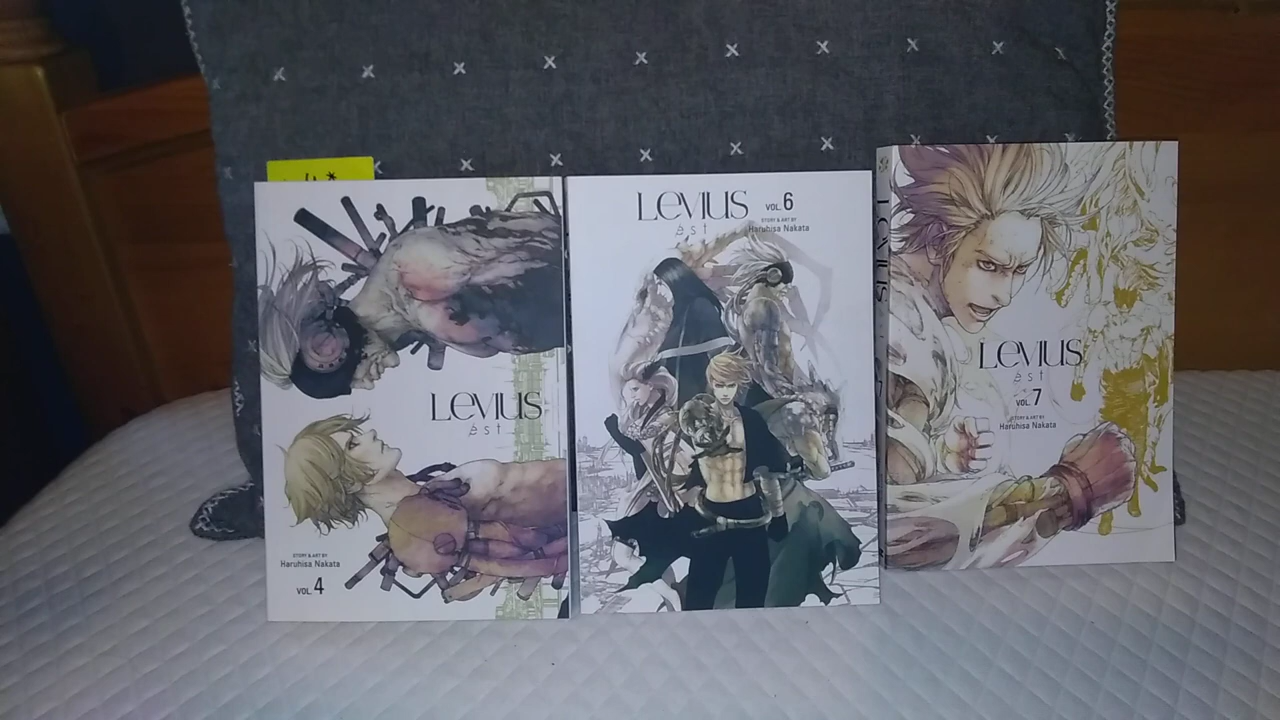 LEVIUS
est
STORY & ART BY
Haruhisa Nakata
VOL. 4
LEVIUS
est
VOL. 6
STORY & ART BY
Haruhisa Nakata
LEVIUS
LEVIUS
est
VOL. 7
STORY & ART BY
Haruhisa Nakata